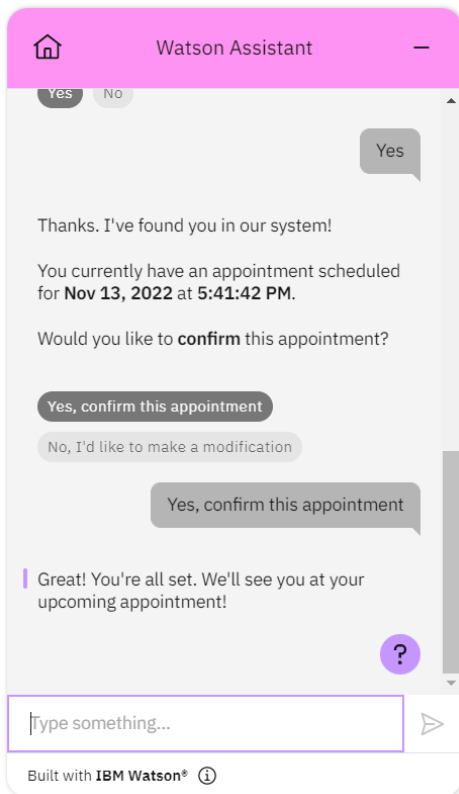 Watson Assistant
Yes No
Yes
Thanks. I've found you in our system!
You currently have an appointment scheduled
for Nov 13, 2022 at 5:41:42 PM.
Would you like to confirm this appointment?
Yes, confirm this appointment
No, I'd like to make a modification
Yes, confirm this appointment
Great! You're all set. We'll see you at your
upcoming appointment!
?
Type something...
Built with IBM Watson® i